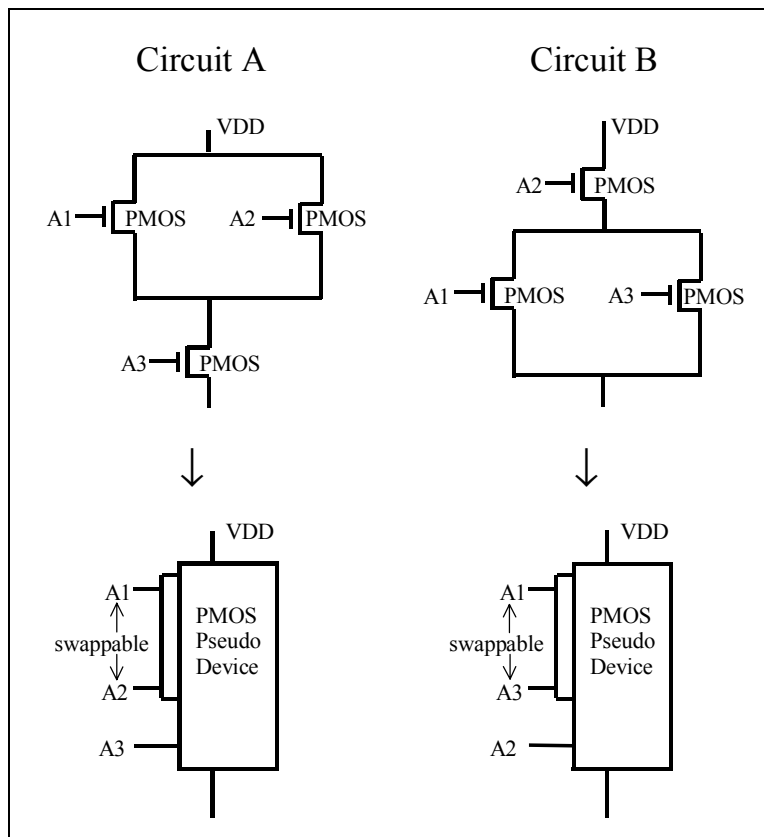 Circuit A
VDD
A1
PMOS
A2
PMOS
A3
PMOS
VDD
A1
swappable
A2
A3
PMOS
Pseudo
Device
Circuit B
VDD
A2
PMOS
A1
PMOS
A3
PMOS
VDD
A1
swappable
A3
A2
PMOS
Pseudo
Device